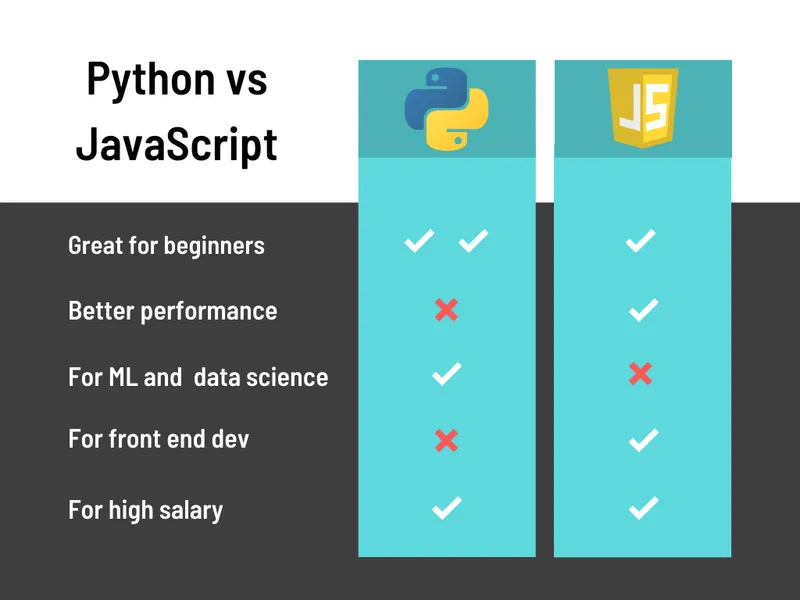 Python vs
JavaScript
JS
Great for beginners
Better performance
For ML and  data science
For front end dev
For high salary